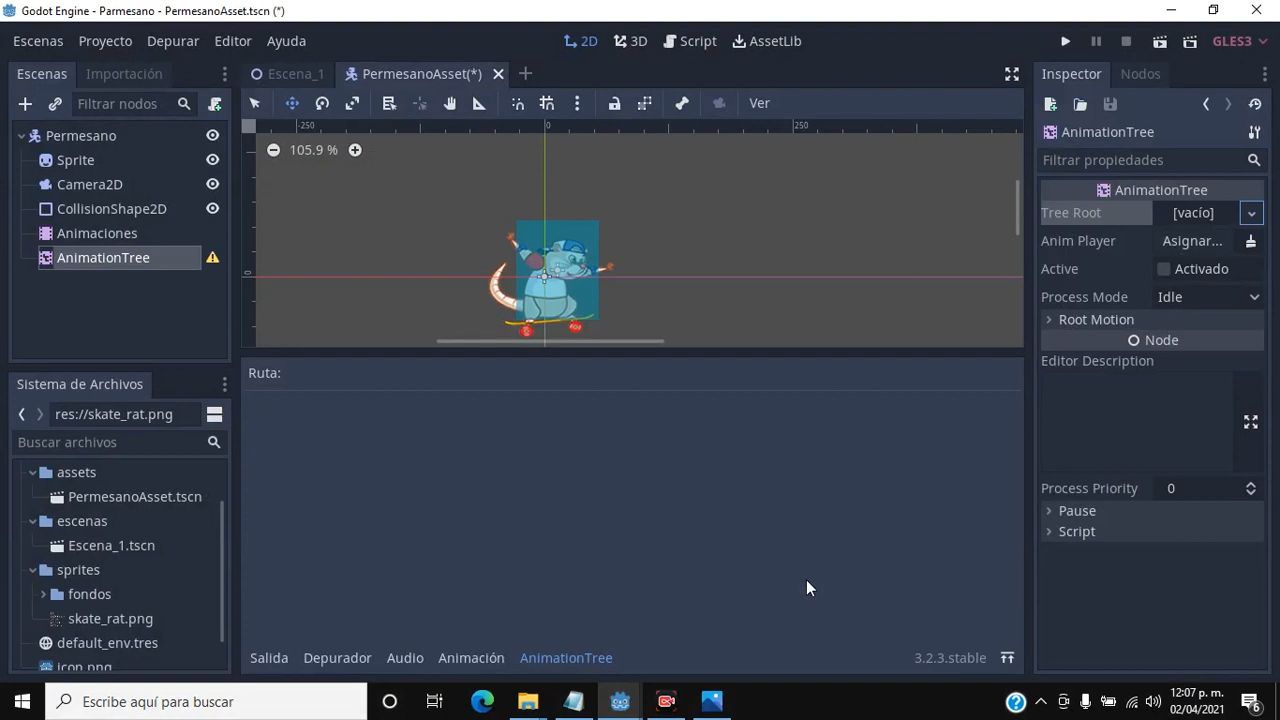 Godot Engine - Parmesano - PermesanoAsset.tscn (*)
Escenas Proyecto Depurar Editor Ayuda
2D 3D Script AssetLib
GLES3
Escenas Importación
Escena_1 PermesanoAsset(*)
Inspector Nodos
Filtrar nodos
Ver
Permesano
Sprite
Camera2D
CollisionShape2D
Animaciones
AnimationTree
-250 0 250
105.9 %
0
AnimationTree
Filtrar propiedades
AnimationTree
Tree Root [vacío]
Anim Player Asignar...
Active Activado
Process Mode Idle
Root Motion
Node
Editor Description
Process Priority 0
Pause
Script
Sistema de Archivos
res://skate_rat.png
Buscar archivos
assets
PermesanoAsset.tscn
escenas
Escena_1.tscn
sprites
fondos
skate_rat.png
default_env.tres
icon.png
Ruta:
Salida Depurador Audio Animación AnimationTree 3.2.3.stable
Escribe aquí para buscar
12:07 p. m.
02/04/2021
6